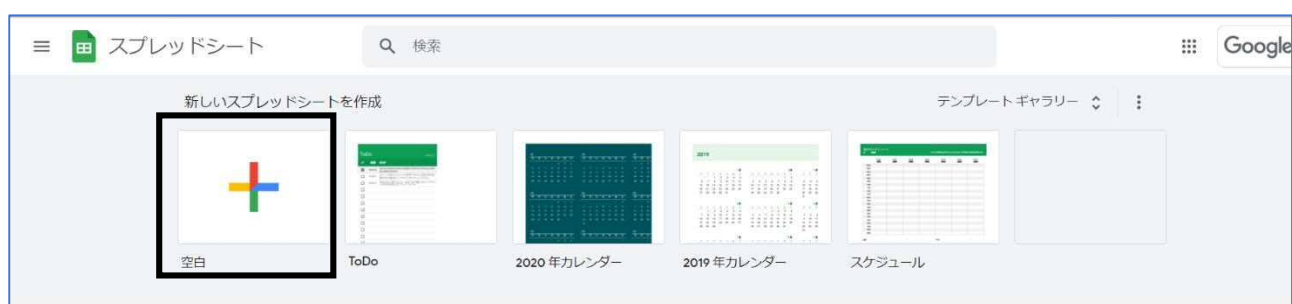 スプレッドシート
検索
Google
新しいスプレッドシートを作成
テンプレート ギャラリー
空白
ToDo
2020 年カレンダー
2019 年カレンダー
スケジュール
2019